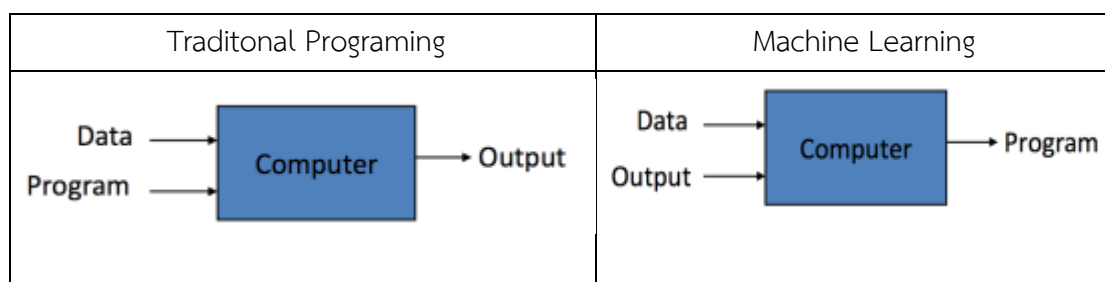 Traditonal Programing
Data
Program
Computer
Output
Machine Learning
Data
Output
Computer
Program